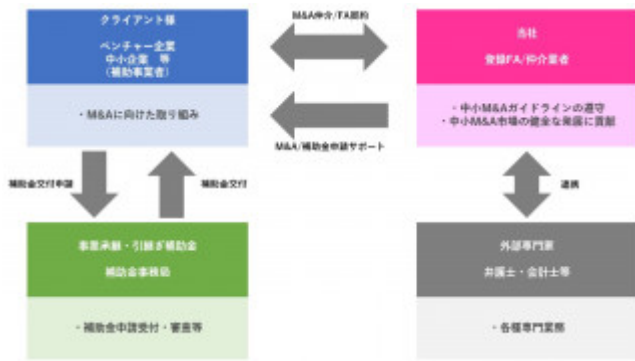 クライアント様
ベンチャー企業
中小企業 等
(補助事業者)
・M&Aに向けた取り組み
M&A仲介/FA契約
M&A/補助金申請サポート
当社
登録FA/仲介業者
・中小M&Aガイドラインの遵守
・中小M&A市場の健全な発展に貢献
補助金交付申請
補助金交付
連携
事業承継・引継ぎ補助金
補助金事務局
・補助金申請受付・審査等
外部専門家
弁護士・会計士等
・各種専門業務